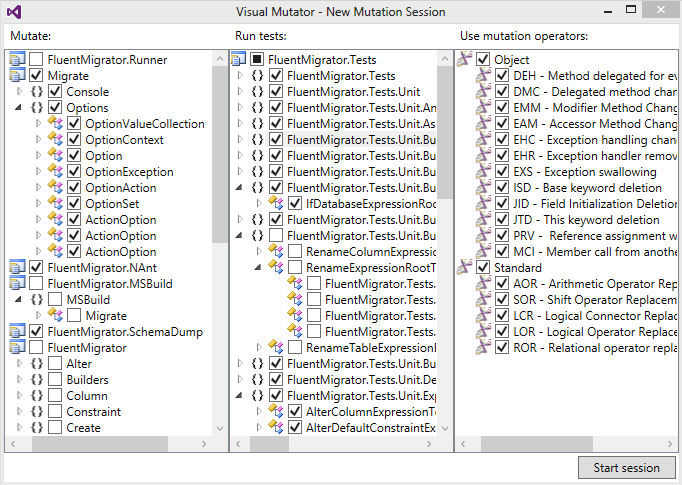 Visual Mutator - New Mutation Session
Mutate:
FluentMigrator.Runner
Migrate
{} Console
{} Options
OptionValueCollection
OptionContext
Option
OptionException
OptionAction
OptionSet
ActionOption
ActionOption
ActionOption
FluentMigrator.NAnt
FluentMigrator.MSBuild
{} MSBuild
Migrate
FluentMigrator.SchemaDump
FluentMigrator
{} Alter
{} Builders
{} Column
{} Constraint
{} Create
Run tests:
FluentMigrator.Tests
{} FluentMigrator.Tests
{} FluentMigrator.Tests.Unit
{} FluentMigrator.Tests.Unit.An
{} FluentMigrator.Tests.Unit.As
{} FluentMigrator.Tests.Unit.Bu
{} FluentMigrator.Tests.Unit.Bu
{} FluentMigrator.Tests.Unit.Bu
{} FluentMigrator.Tests.Unit.Bu
IfDatabaseExpressionRoo
{} FluentMigrator.Tests.Unit.Bu
{} FluentMigrator.Tests.Unit.Bu
RenameColumnExpressio
RenameExpressionRootT
FluentMigrator.Tests.
FluentMigrator.Tests.
FluentMigrator.Tests.
FluentMigrator.Tests.
RenameTableExpressionB
{} FluentMigrator.Tests.Unit.Bu
{} FluentMigrator.Tests.Unit.De
{} FluentMigrator.Tests.Unit.Exp
AlterColumnExpressionTe
AlterDefaultConstraintEx
Use mutation operators:
Object
DEH - Method delegated for ev
DMC - Delegated method chan
EMM - Modifier Method Chang
EAM - Accessor Method Chang
EHC - Exception handling chan
EHR - Exception handler remov
EXS - Exception swallowing
ISD - Base keyword deletion
JID - Field Initialization Deletion
JTD - This keyword deletion
PRV - Reference assignment w
MCI - Member call from anothe
Standard
AOR - Arithmetic Operator Rep
SOR - Shift Operator Replacem
LCR - Logical Connector Replac
LOR - Logical Operator Replace
ROR - Relational operator repla
Start session